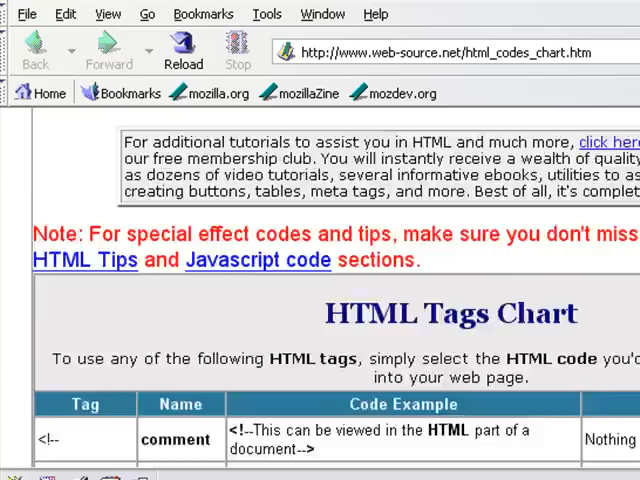 File Edit View Go Bookmarks Tools Window Help
Back Forward Reload Stop http://www.web-source.net/html_codes_chart.htm
Home Bookmarks mozilla.org mozillaZine mozdev.org
For additional tutorials to assist you in HTML and much more, click her
our free membership club. You will instantly receive a wealth of quality
as dozens of video tutorials, several informative ebooks, utilities to as
creating buttons, tables, meta tags, and more. Best of all, it's complet
Note: For special effect codes and tips, make sure you don't miss
HTML Tips and Javascript code sections.
HTML Tags Chart
To use any of the following HTML tags, simply select the HTML code you'd
into your web page.
Tag Name Code Example
<!-- comment <!--This can be viewed in the HTML part of a document--> Nothing